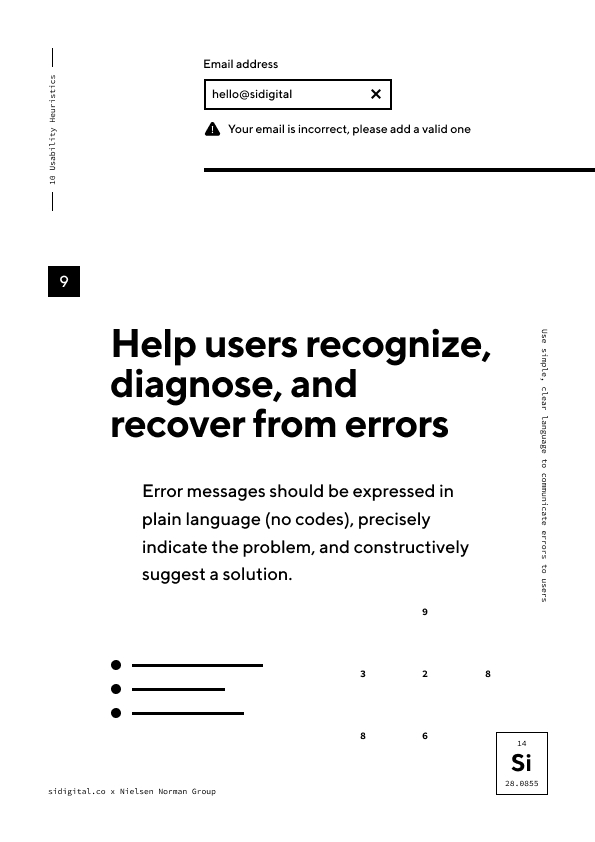 10 Usability Heuristics
Email address
hello@sidigital
Your email is incorrect, please add a valid one
9
Help users recognize,
diagnose, and
recover from errors
Use simple, clear language to communicate errors to users
Error messages should be expressed in
plain language (no codes), precisely
indicate the problem, and constructively
suggest a solution.
9
3 2 8
8 6
14
Si
28.0855
sidigital.co x Nielsen Norman Group